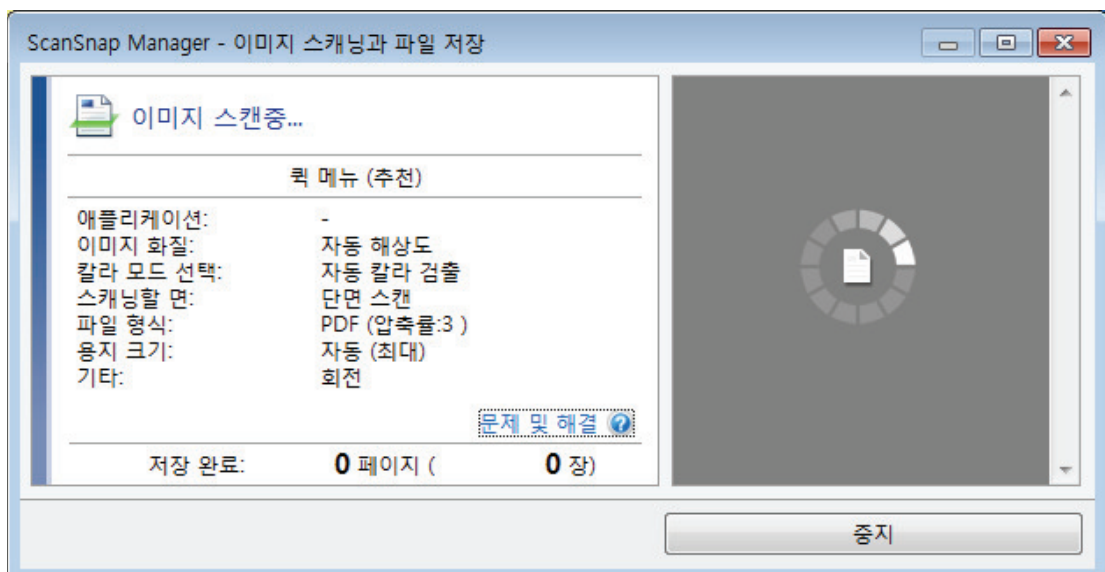 ScanSnap Manager - 이미지 스캐닝과 파일 저장
이미지 스캔중...
퀵 메뉴 (추천)
애플리케이션: -
이미지 화질: 자동 해상도
칼라 모드 선택: 자동 칼라 검출
스캐닝할 면: 단면 스캔
파일 형식: PDF (압축률:3 )
용지 크기: 자동 (최대)
기타: 회전
문제 및 해결 ?
저장 완료: 0 페이지 ( 0 장)
중지